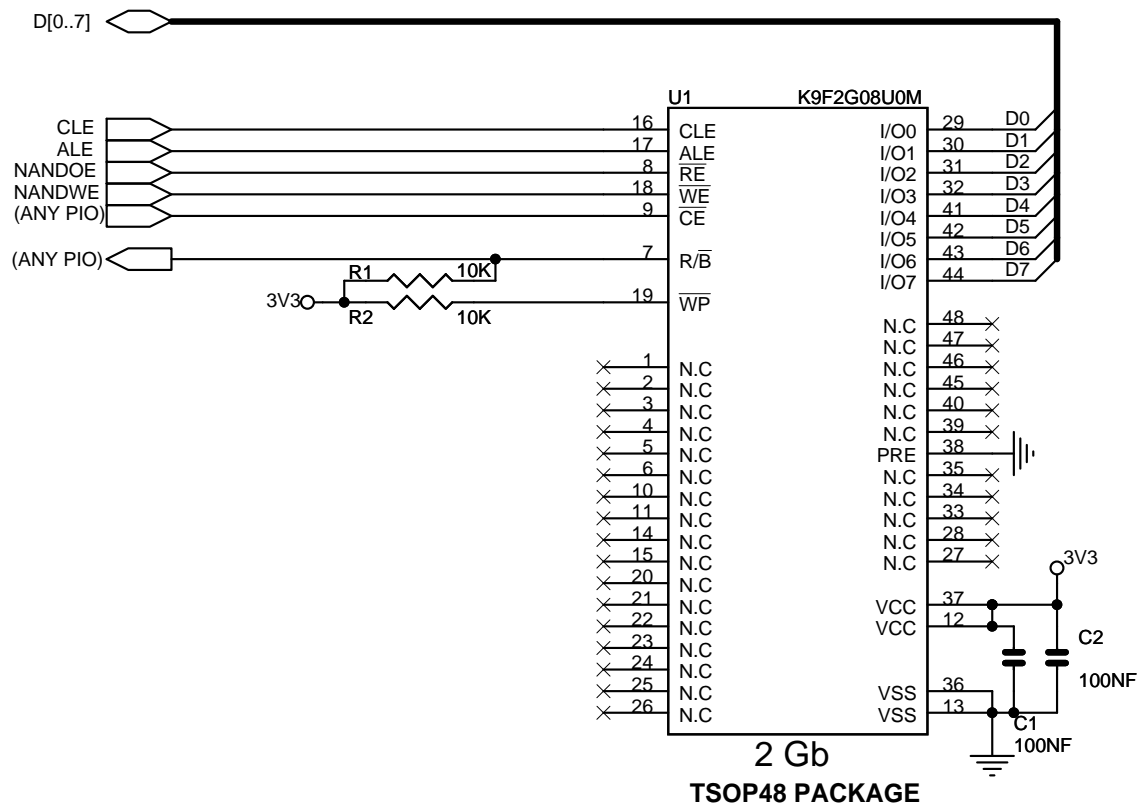 D[0..7]
U1 K9F2G08U0M
CLE 16 CLE I/O0 29 D0
ALE 17 ALE I/O1 30 D1
NANDOE 8 RE I/O2 31 D2
NANDWE 18 WE I/O3 32 D3
(ANY PIO) 9 CE I/O4 41 D4
I/O5 42 D5
(ANY PIO) 7 R/B I/O6 43 D6
R1 10K I/O7 44 D7
3V3 19 WP
R2 10K
N.C 48
N.C 47
1 N.C N.C 46
2 N.C N.C 45
3 N.C N.C 40
4 N.C N.C 39
5 N.C PRE 38
6 N.C N.C 35
10 N.C N.C 34
11 N.C N.C 33
14 N.C N.C 28
15 N.C N.C 27
20 N.C 3V3
21 N.C VCC 37
22 N.C VCC 12
23 N.C C2
24 N.C 100NF
25 N.C VSS 36
26 N.C VSS 13
C1
100NF
2 Gb
TSOP48 PACKAGE